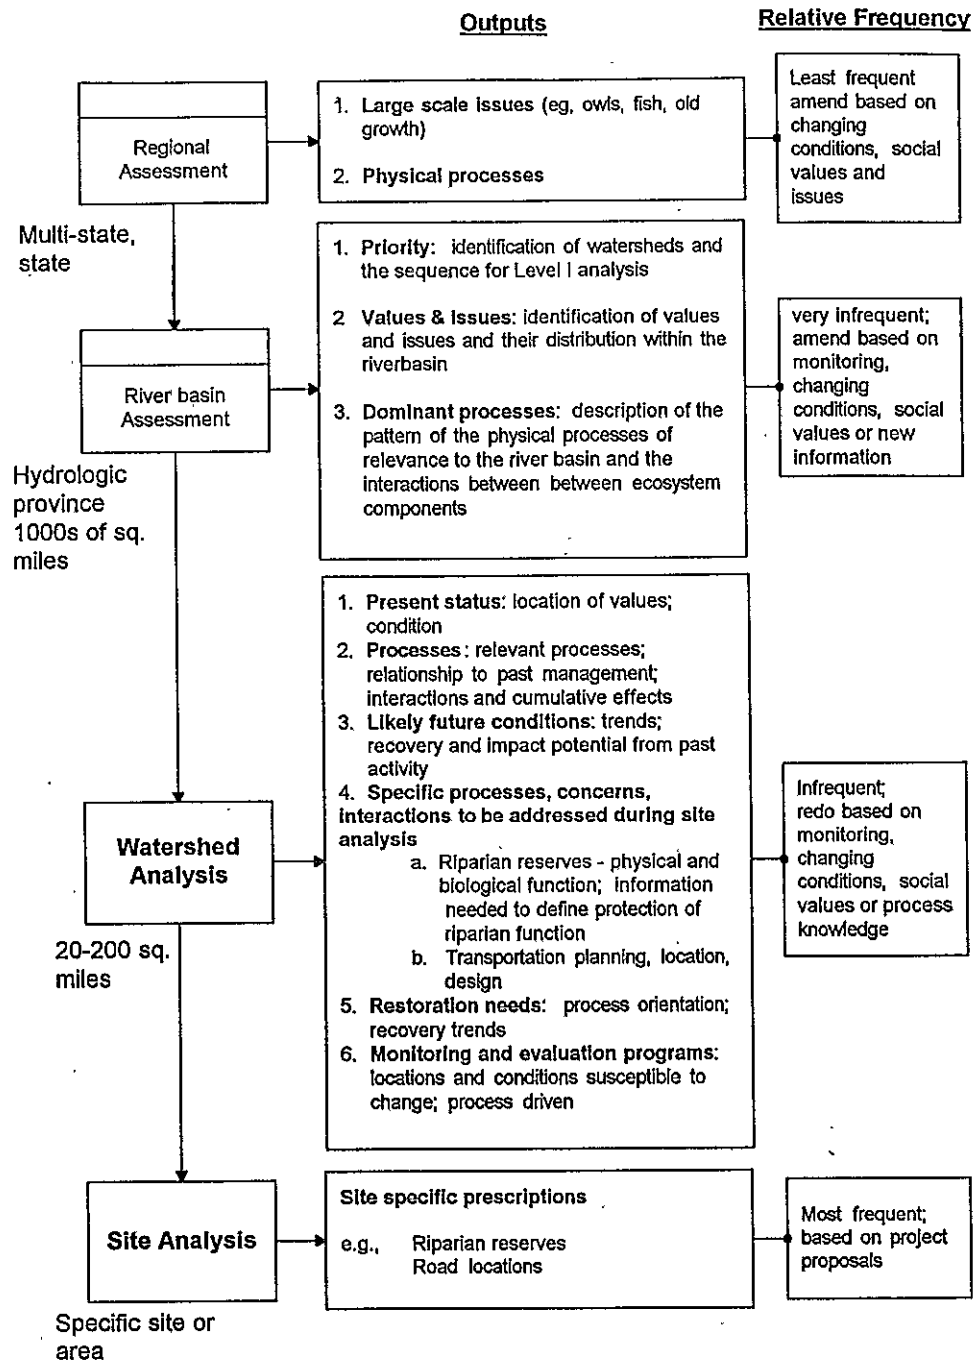 Outputs
Relative Frequency
Regional
Assessment
1. Large scale issues (eg, owls, fish, old
growth)
2. Physical processes
Least frequent
amend based on
changing
conditions, social
values and
issues
Multi-state,
state
River basin
Assessment
1. Priority: identification of watersheds and
the sequence for Level I analysis
2 Values & Issues: identification of values
and issues and their distribution within the
riverbasin
3. Dominant processes: description of the
pattern of the physical processes of
relevance to the river basin and the
interactions between between ecosystem
components
very infrequent;
amend based on
monitoring,
changing
conditions, social
values or new
information
Hydrologic
province
1000s of sq.
miles
Watershed
Analysis
1. Present status: location of values;
condition
2. Processes: relevant processes;
relationship to past management;
interactions and cumulative effects
3. Likely future conditions: trends;
recovery and impact potential from past
activity
4. Specific processes, concerns,
interactions to be addressed during site
analysis
a. Riparian reserves - physical and
biological function; information
needed to define protection of
riparian function
b. Transportation planning, location,
design
5. Restoration needs: process orientation;
recovery trends
6. Monitoring and evaluation programs:
locations and conditions susceptible to
change; process driven
Infrequent;
redo based on
monitoring,
changing
conditions, social
values or process
knowledge
20-200 sq.
miles
Site Analysis
Site specific prescriptions
e.g., Riparian reserves
Road locations
Most frequent;
based on project
proposals
Specific site or
area